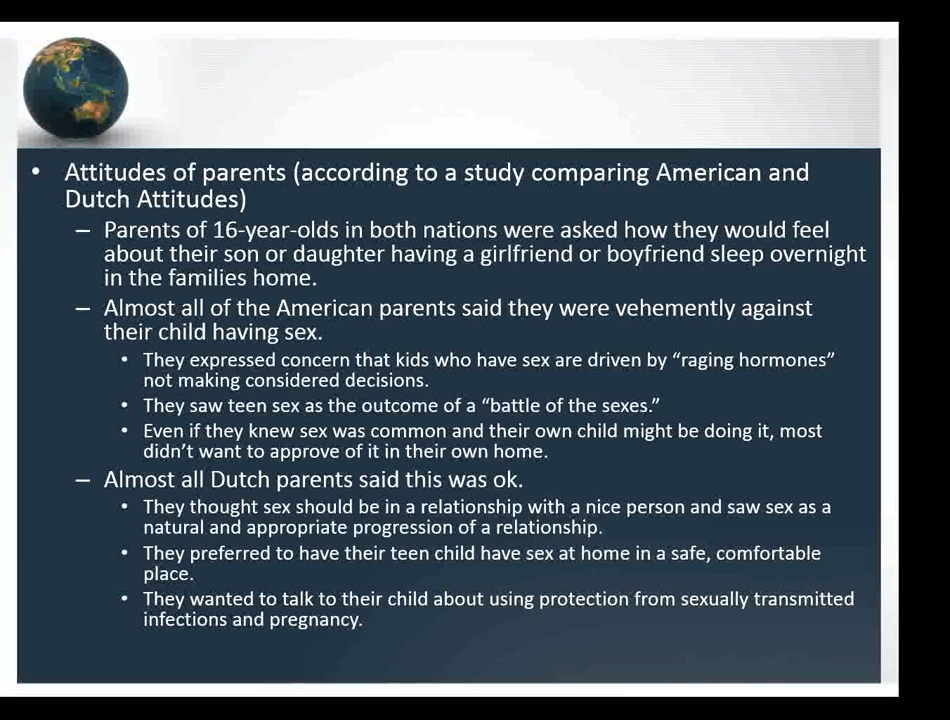 • Attitudes of parents (according to a study comparing American and
Dutch Attitudes)
– Parents of 16-year-olds in both nations were asked how they would feel
about their son or daughter having a girlfriend or boyfriend sleep overnight
in the families home.
– Almost all of the American parents said they were vehemently against
their child having sex.
• They expressed concern that kids who have sex are driven by “raging hormones”
not making considered decisions.
• They saw teen sex as the outcome of a “battle of the sexes.”
• Even if they knew sex was common and their own child might be doing it, most
didn’t want to approve of it in their own home.
– Almost all Dutch parents said this was ok.
• They thought sex should be in a relationship with a nice person and saw sex as a
natural and appropriate progression of a relationship.
• They preferred to have their teen child have sex at home in a safe, comfortable
place.
• They wanted to talk to their child about using protection from sexually transmitted
infections and pregnancy.